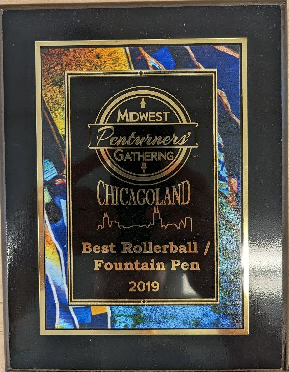 MIDWEST
Penturners'
GATHERING
CHICAGOLAND
Best Rollerball /
Fountain Pen
2019